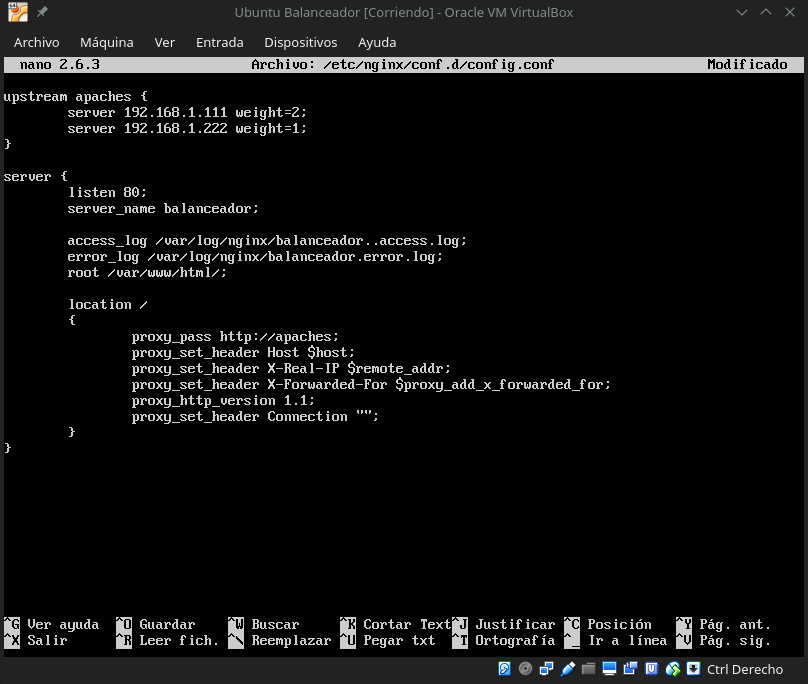 Ubuntu Balanceador [Corriendo] - Oracle VM VirtualBox
Archivo Máquina Ver Entrada Dispositivos Ayuda
nano 2.6.3 Archivo: /etc/nginx/conf.d/config.conf Modificado
upstream apaches {
server 192.168.1.111 weight=2;
server 192.168.1.222 weight=1;
}
server {
listen 80;
server_name balanceador;
access_log /var/log/nginx/balanceador..access.log;
error_log /var/log/nginx/balanceador.error.log;
root /var/www/html/;
location /
{
proxy_pass http://apaches;
proxy_set_header Host $host;
proxy_set_header X-Real-IP $remote_addr;
proxy_set_header X-Forwarded-For $proxy_add_x_forwarded_for;
proxy_http_version 1.1;
proxy_set_header Connection "";
}
}
^G Ver ayuda ^O Guardar ^W Buscar ^K Cortar Text ^J Justificar ^C Posición ^Y Pág. ant.
^X Salir ^R Leer fich. ^\ Reemplazar ^U Pegar txt ^T Ortografía ^_ Ir a línea ^V Pág. sig.
Ctrl Derecho